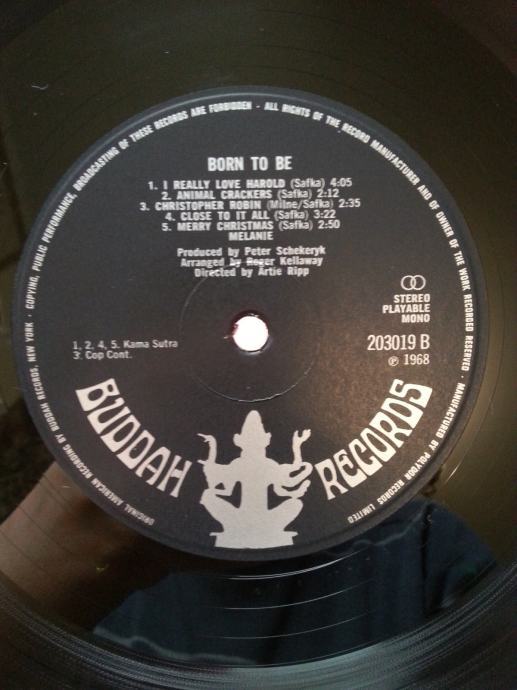 BORN TO BE
1. I REALLY LOVE HAROLD (Safka) 4:05
2. ANIMAL CRACKERS (Safka) 2:12
3. CHRISTOPHER ROBIN (Milne/Safka) 2:35
4. CLOSE TO IT ALL (Safka) 3:22
5. MERRY CHRISTMAS (Safka) 2:50
MELANIE
Produced by Peter Schekeryk
Arranged by Roger Kellaway
Directed by Artie Ripp
STEREO
PLAYABLE
MONO
1, 2, 4, 5. Kama Sutra
3. Cop Cont.
203019 B
℗ 1968
BUDDAH RECORDS
ORIGINAL AMERICAN RECORDING BY BUDDAH RECORDS, NEW YORK · COPYING, PUBLIC PERFORMANCE, BROADCASTING OF THESE RECORDS ARE FORBIDDEN - ALL RIGHTS OF THE RECORD MANUFACTURER AND OF OWNER OF THE WORK RECORDED RESERVED · MANUFACTURED BY POLYDOR RECORDS LIMITED